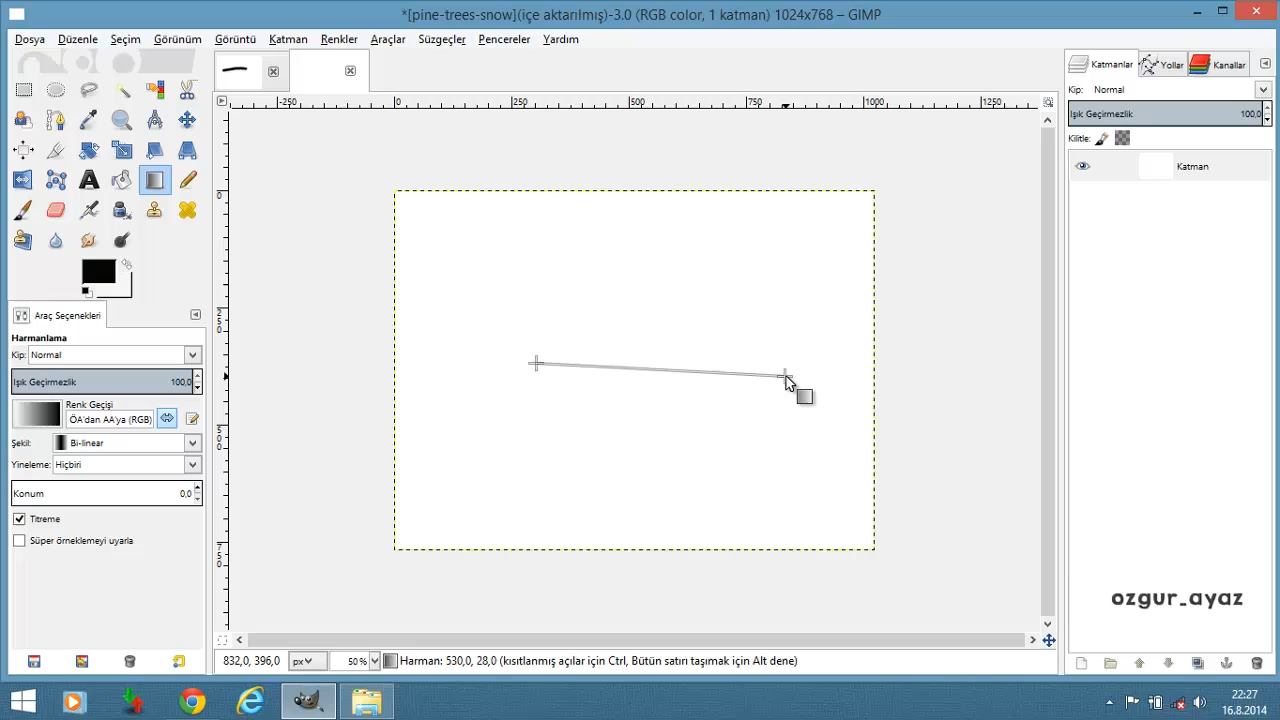 *[pine-trees-snow](içe aktarılmış)-3.0 (RGB color, 1 katman) 1024x768 – GIMP
Dosya Düzenle Seçim Görünüm Görüntü Katman Renkler Araçlar Süzgeçler Pencereler Yardım
Katmanlar Yollar Kanallar
Kip: Normal
Işık Geçirmezlik 100,0
Kilitle:
Katman
-250 0 250 500 750 1000 1250
0
250
500
750
Araç Seçenekleri
Harmanlama
Kip: Normal
Işık Geçirmezlik 100,0
Renk Geçişi
ÖA'dan AA'ya (RGB)
Şekil: Bi-linear
Yineleme: Hiçbiri
Konum 0,0
Titreme
Süper örneklemeyi uyarla
ozgur_ayaz
832,0, 396,0 px 50% Harman: 530,0, 28,0 (kısıtlanmış açılar için Ctrl, Bütün satırı taşımak için Alt dene)
22:27
16.8.2014